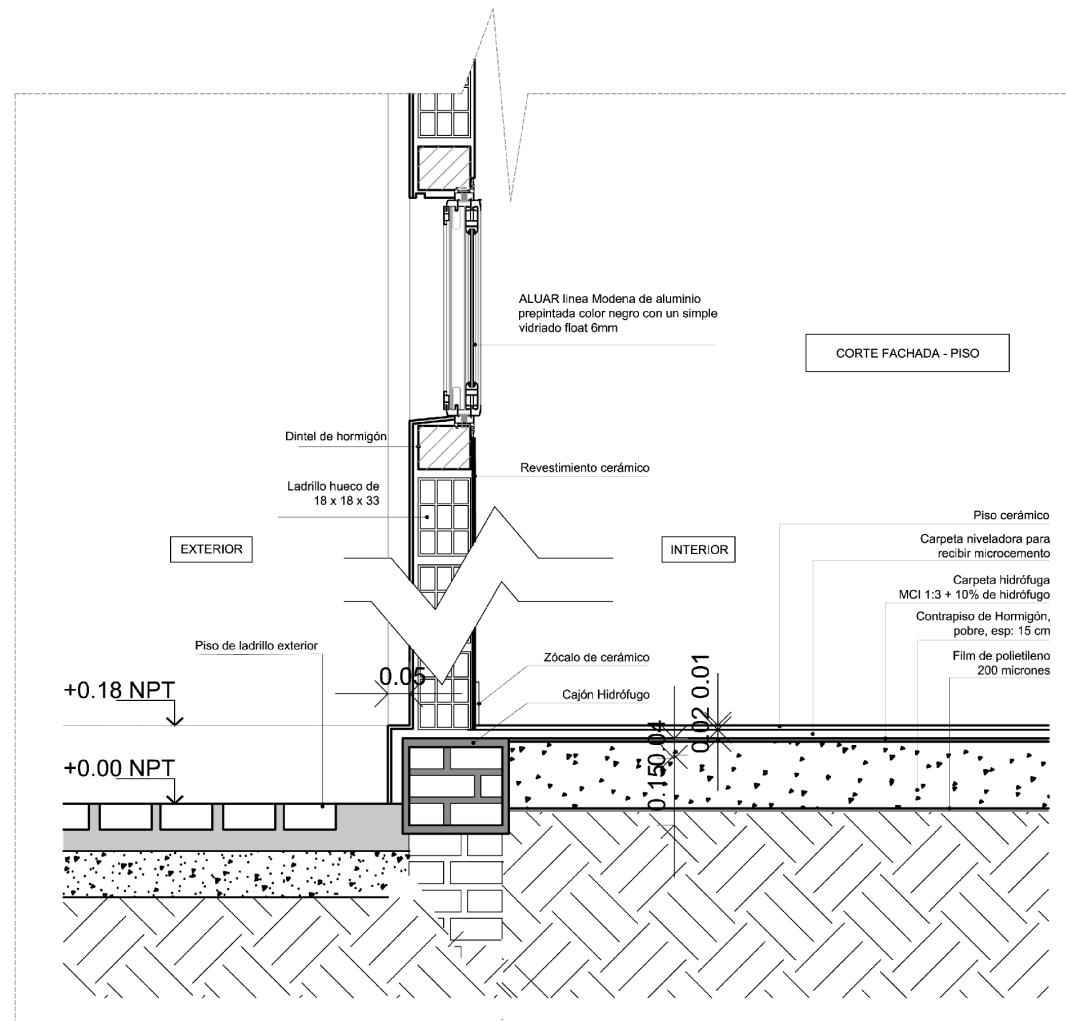 ALUAR linea Modena de aluminio
prepintada color negro con un simple
vidriado float 6mm
CORTE FACHADA - PISO
Dintel de hormigón
Revestimiento cerámico
Ladrillo hueco de
18 x 18 x 33
EXTERIOR
INTERIOR
Piso cerámico
Carpeta niveladora para
recibir microcemento
Carpeta hidrófuga
MCI 1:3 + 10% de hidrófugo
Contrapiso de Hormigón,
pobre, esp: 15 cm
Film de polietileno
200 micrones
Piso de ladrillo exterior
Zócalo de cerámico
Cajón Hidrófugo
0.05
+0.18 NPT
+0.00 NPT
0.01
0.02
0.04
0.15